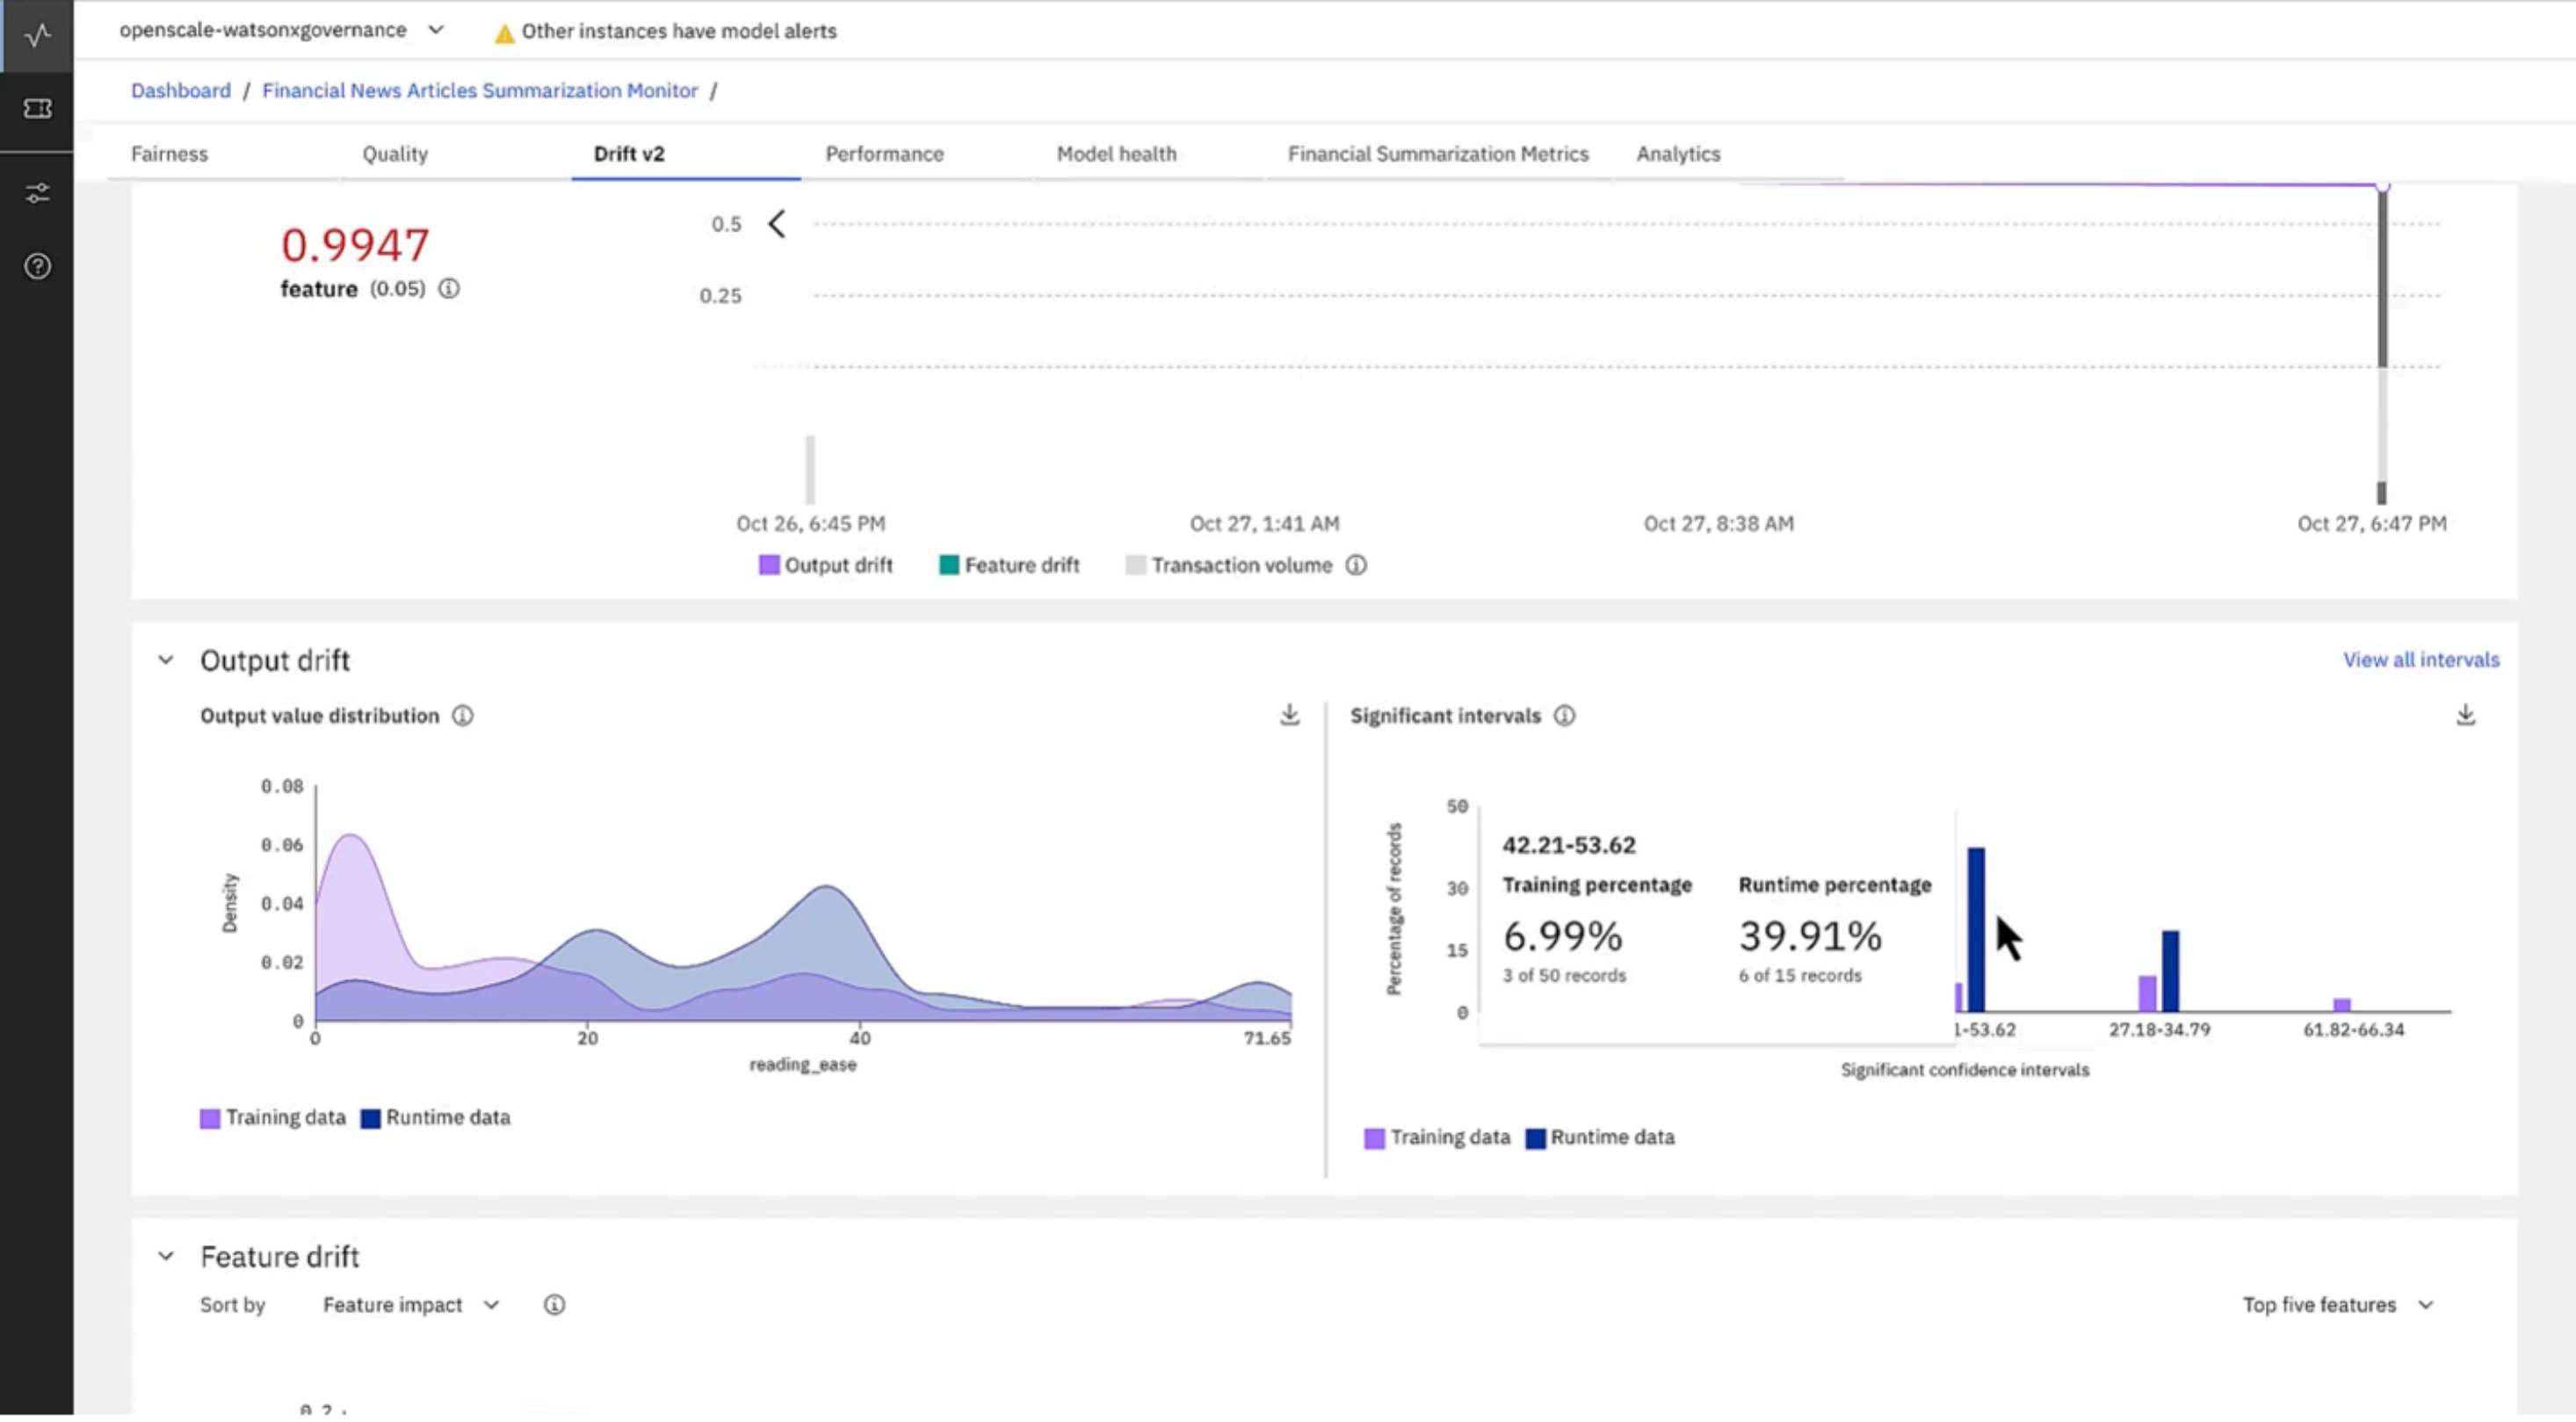 openscale-watsonxgovernance
Other instances have model alerts
Dashboard / Financial News Articles Summarization Monitor /
Fairness
Quality
Drift v2
Performance
Model health
Financial Summarization Metrics
Analytics
0.9947
feature (0.05)
0.5
0.25
Oct 26, 6:45 PM
Oct 27, 1:41 AM
Oct 27, 8:38 AM
Oct 27, 6:47 PM
Output drift
Feature drift
Transaction volume
Output drift
View all intervals
Output value distribution
0.08
0.06
0.04
0.02
0
Density
0
20
40
71.65
reading_ease
Training data
Runtime data
Significant intervals
50
30
15
0
Percentage of records
42.21-53.62
Training percentage
Runtime percentage
6.99%
39.91%
3 of 50 records
6 of 15 records
1-53.62
27.18-34.79
61.82-66.34
Significant confidence intervals
Training data
Runtime data
Feature drift
Sort by
Feature impact
Top five features